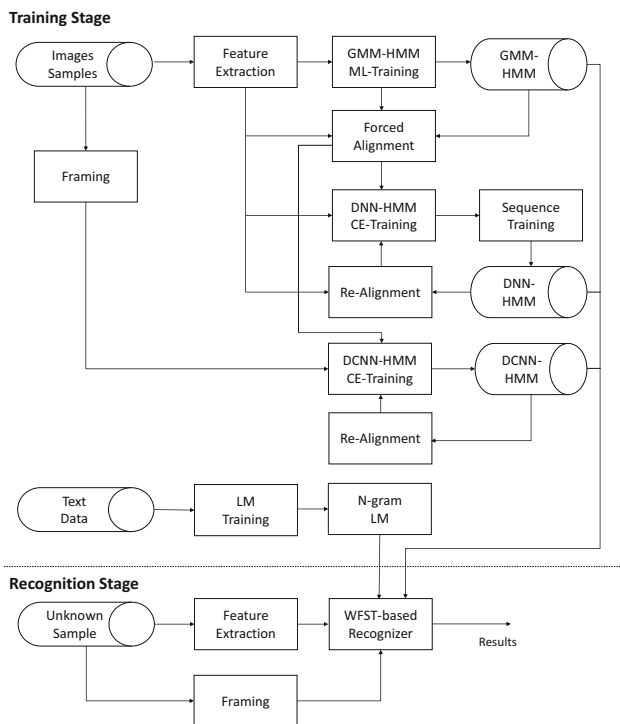 Training Stage
Images
Samples
Feature
Extraction
GMM-HMM
ML-Training
GMM-
HMM
Forced
Alignment
Framing
DNN-HMM
CE-Training
Sequence
Training
Re-Alignment
DNN-
HMM
DCNN-HMM
CE-Training
DCNN-
HMM
Re-Alignment
Text
Data
LM
Training
N-gram
LM
Recognition Stage
Unknown
Sample
Feature
Extraction
WFST-based
Recognizer
Results
Framing